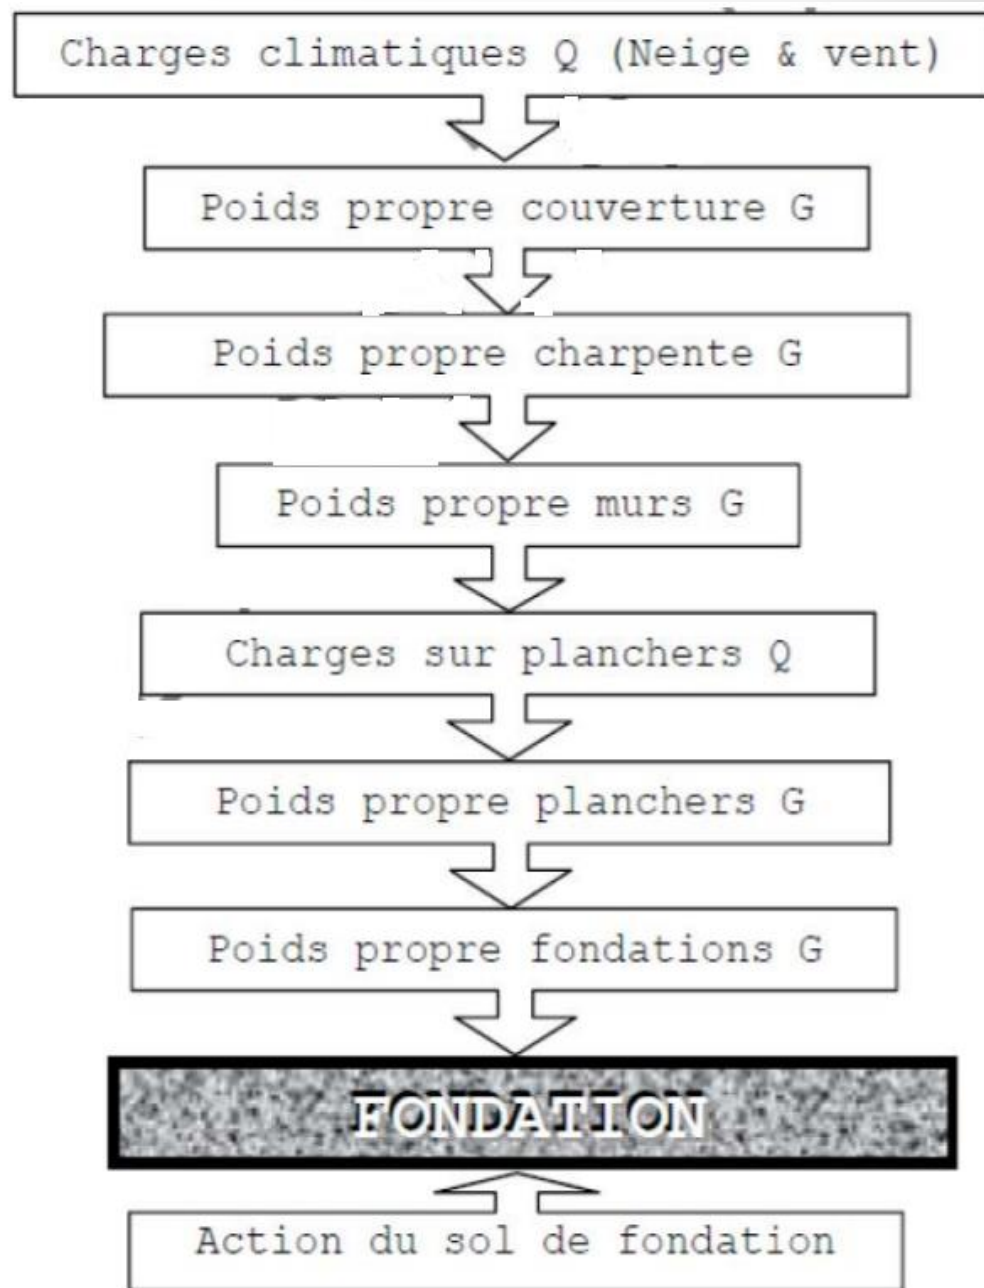 Charges climatiques Q (Neige & vent)
Poids propre couverture G
Poids propre charpente G
Poids propre murs G
Charges sur planchers Q
Poids propre planchers G
Poids propre fondations G
FONDATION
Action du sol de fondation